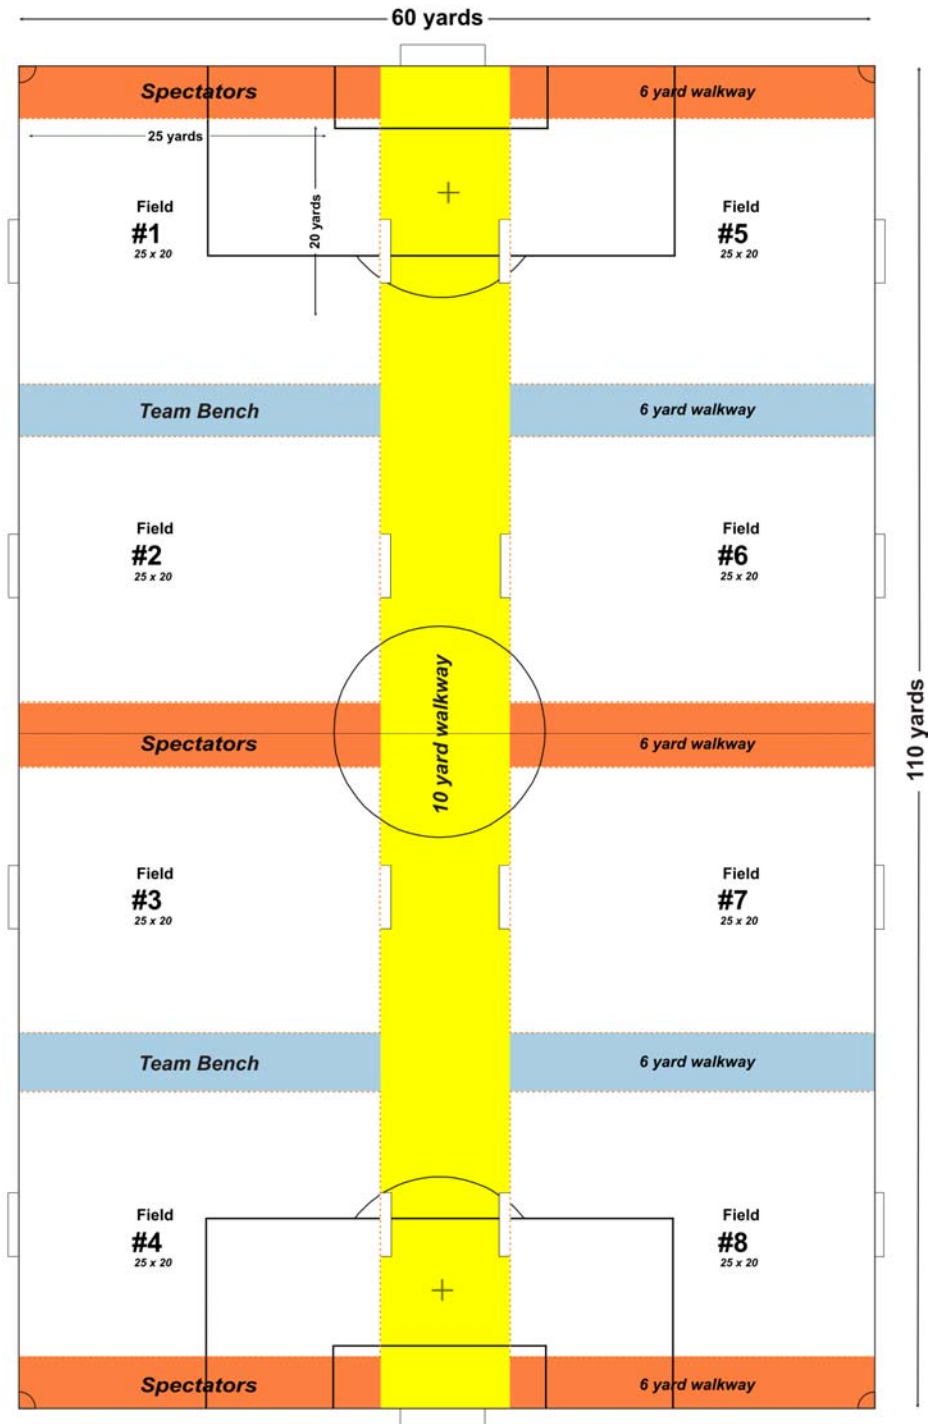 60 yards
Spectators
6 yard walkway
25 yards
20 yards
Field
#1
25 x 20
Field
#5
25 x 20
Team Bench
6 yard walkway
Field
#2
25 x 20
Field
#6
25 x 20
10 yard walkway
110 yards
Spectators
6 yard walkway
Field
#3
25 x 20
Field
#7
25 x 20
Team Bench
6 yard walkway
Field
#4
25 x 20
Field
#8
25 x 20
Spectators
6 yard walkway